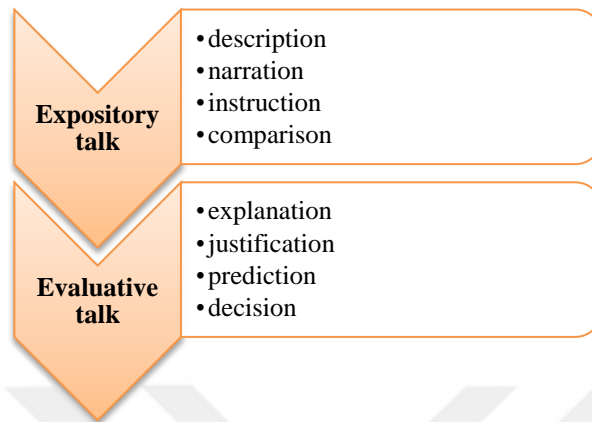 Expository
talk
•description
•narration
•instruction
•comparison
Evaluative
talk
•explanation
•justification
•prediction
•decision